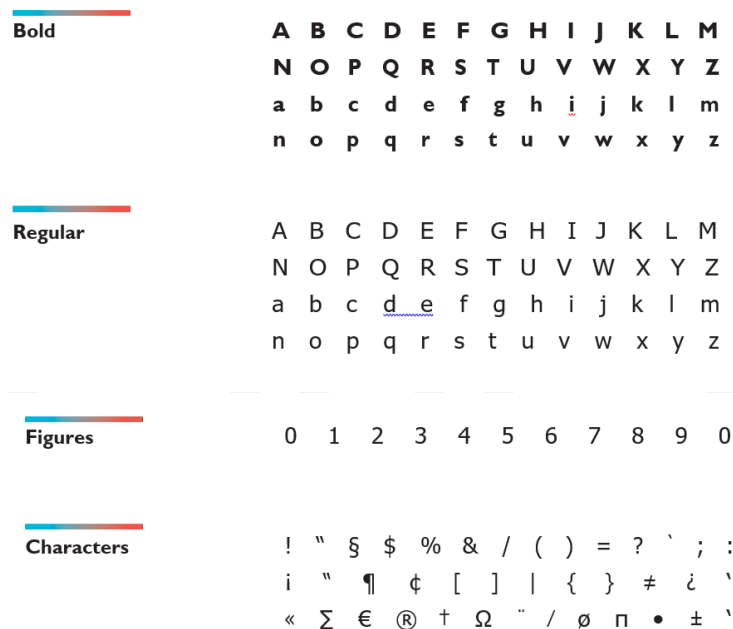 Bold
A B C D E F G H I J K L M
N O P Q R S T U V W X Y Z
a b c d e f g h i j k l m
n o p q r s t u v w x y z
Regular
A B C D E F G H I J K L M
N O P Q R S T U V W X Y Z
a b c d e f g h i j k l m
n o p q r s t u v w x y z
Figures
0 1 2 3 4 5 6 7 8 9 0
Characters
! “ § $ % & / ( ) = ? ` ; :
¡ “ ¶ ¢ [ ] | { } ≠ ¿ ‛
« Σ € ® † Ω ¨ / ø π • ± ‛